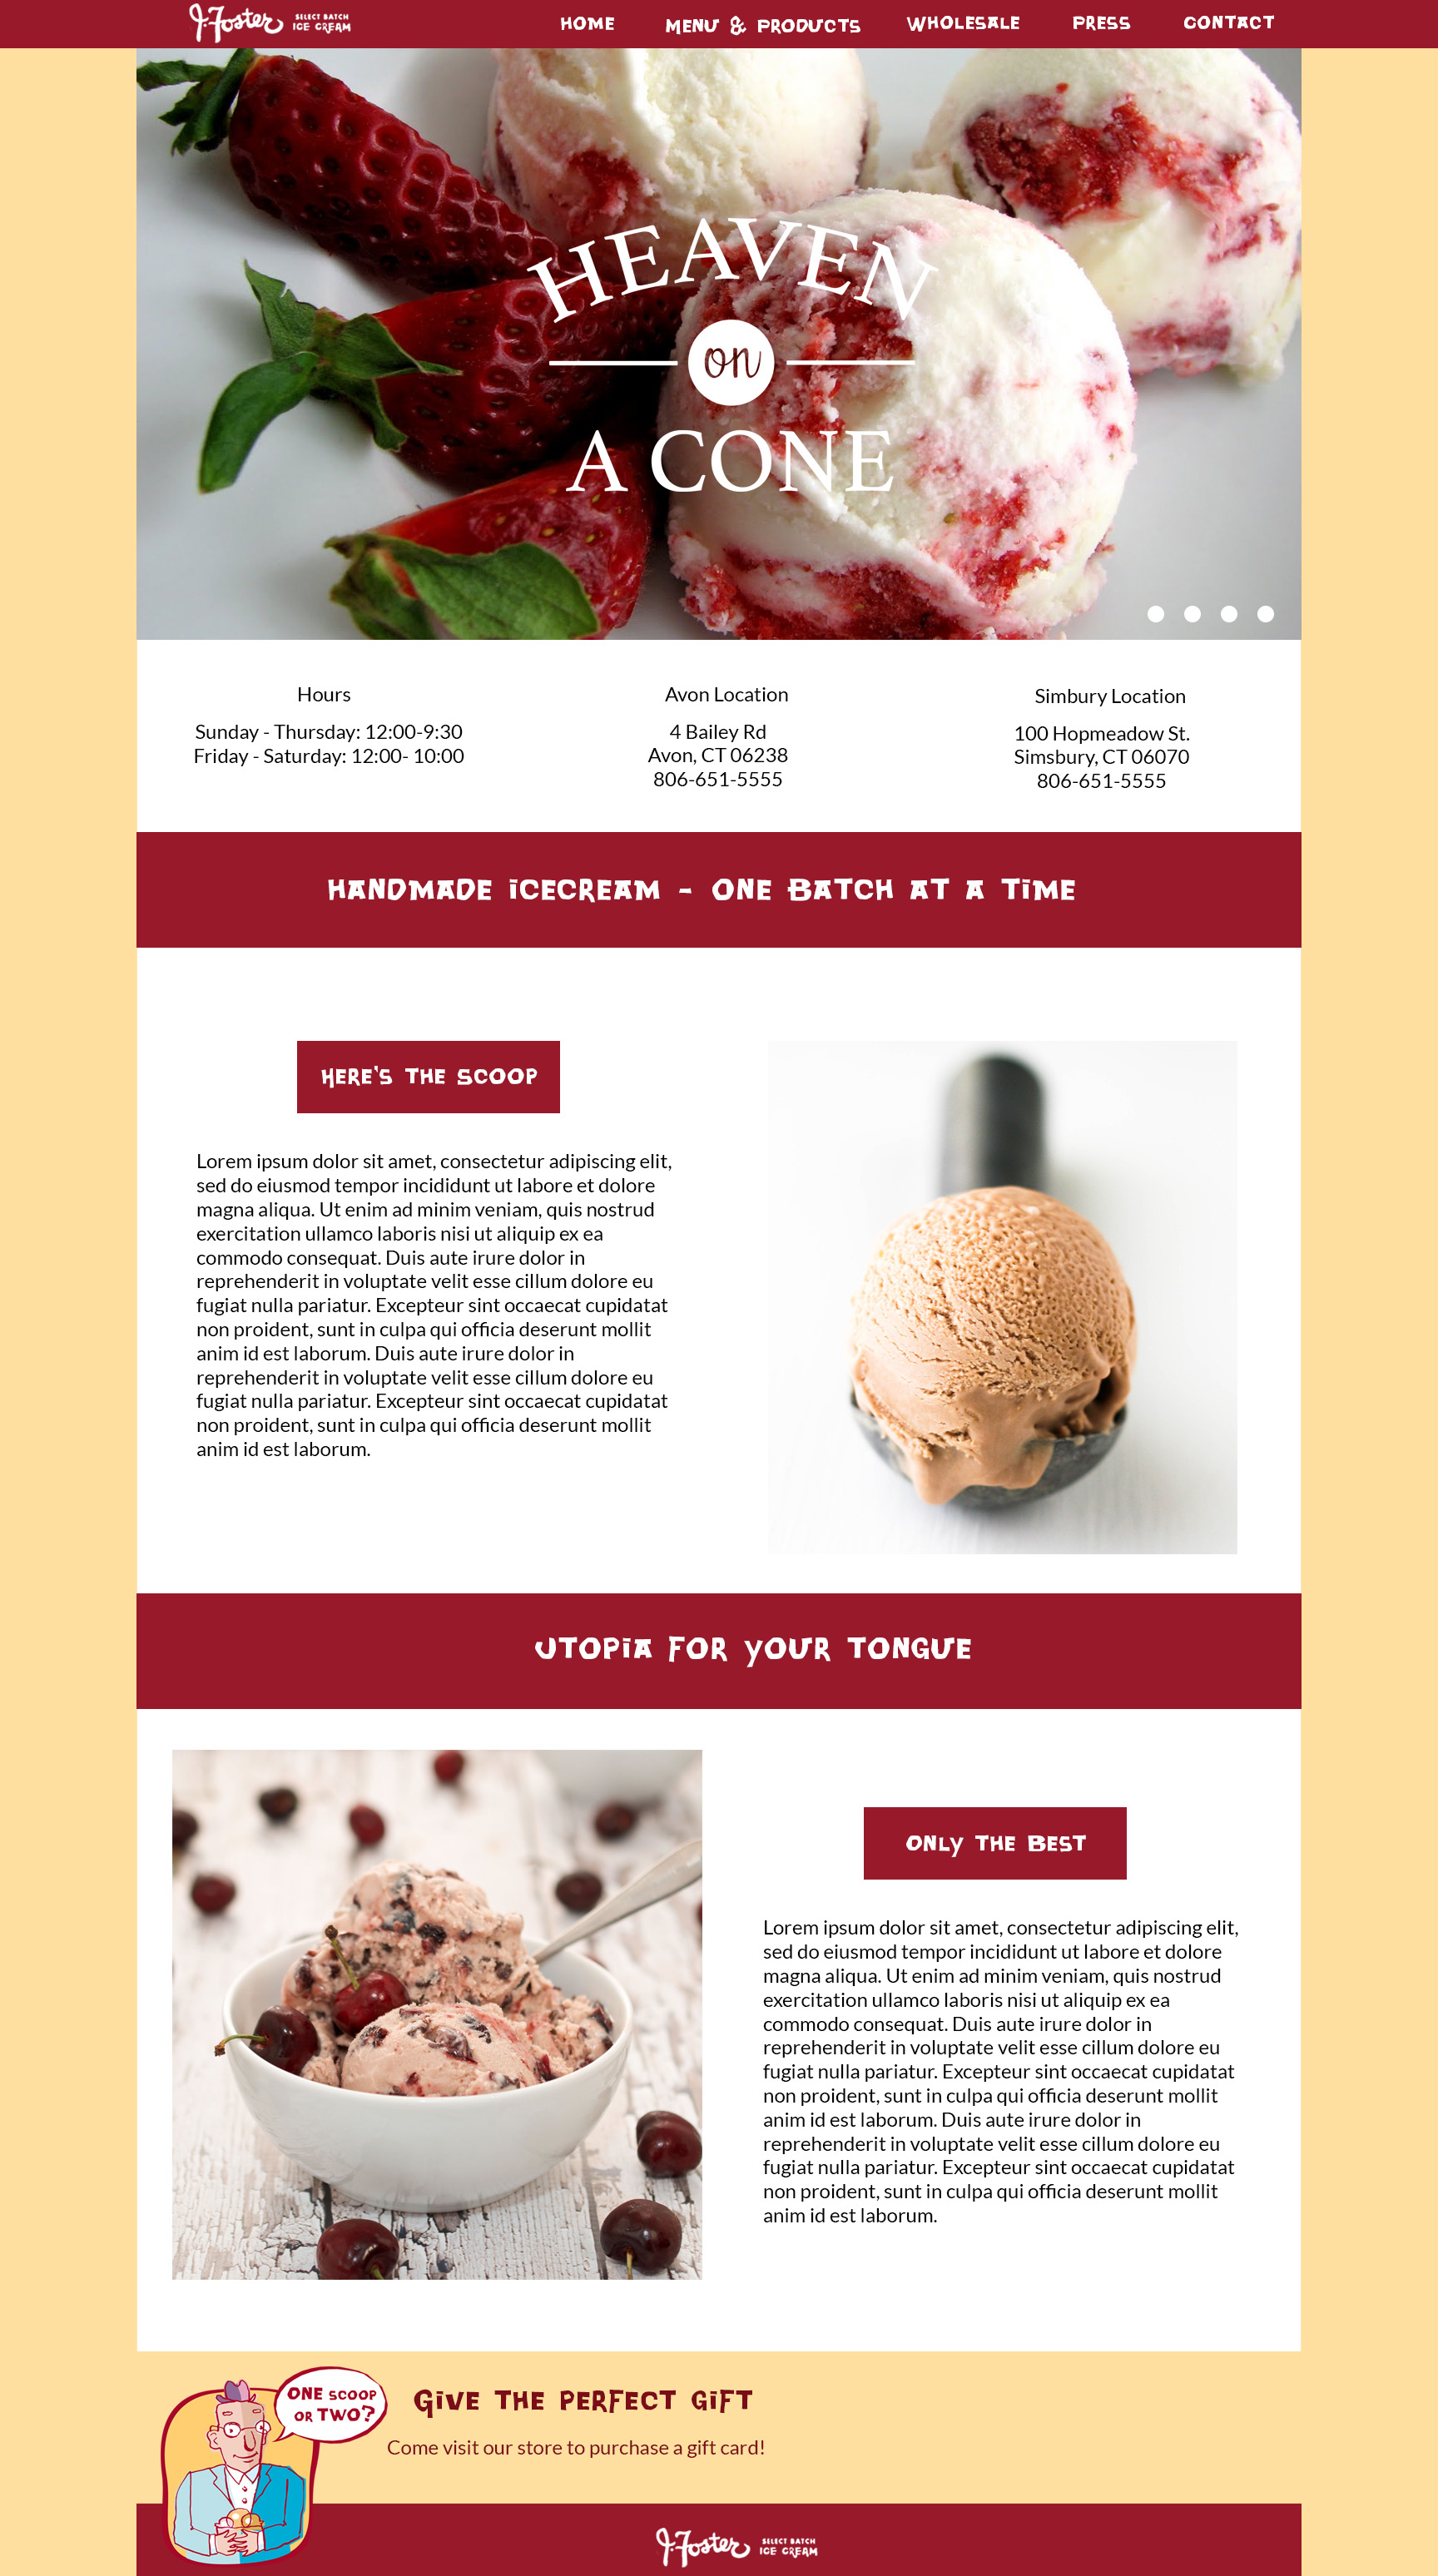 J.Foster SELECT BATCH ICE CREAM
HOME MENU & PRODUCTS WHOLESALE PRESS CONTACT
HEAVEN
on
A CONE
Hours
Sunday - Thursday: 12:00-9:30
Friday - Saturday: 12:00- 10:00
Avon Location
4 Bailey Rd
Avon, CT 06238
806-651-5555
Simbury Location
100 Hopmeadow St.
Simsbury, CT 06070
806-651-5555
HANDMADE iCECREAM - ONE BATCH AT A TiME
HERE'S THE SCOOP
Lorem ipsum dolor sit amet, consectetur adipiscing elit,
sed do eiusmod tempor incididunt ut labore et dolore
magna aliqua. Ut enim ad minim veniam, quis nostrud
exercitation ullamco laboris nisi ut aliquip ex ea
commodo consequat. Duis aute irure dolor in
reprehenderit in voluptate velit esse cillum dolore eu
fugiat nulla pariatur. Excepteur sint occaecat cupidatat
non proident, sunt in culpa qui officia deserunt mollit
anim id est laborum. Duis aute irure dolor in
reprehenderit in voluptate velit esse cillum dolore eu
fugiat nulla pariatur. Excepteur sint occaecat cupidatat
non proident, sunt in culpa qui officia deserunt mollit
anim id est laborum.
UTOPiA FOR YOUR TONGUE
ONLY THE BEST
Lorem ipsum dolor sit amet, consectetur adipiscing elit,
sed do eiusmod tempor incididunt ut labore et dolore
magna aliqua. Ut enim ad minim veniam, quis nostrud
exercitation ullamco laboris nisi ut aliquip ex ea
commodo consequat. Duis aute irure dolor in
reprehenderit in voluptate velit esse cillum dolore eu
fugiat nulla pariatur. Excepteur sint occaecat cupidatat
non proident, sunt in culpa qui officia deserunt mollit
anim id est laborum. Duis aute irure dolor in
reprehenderit in voluptate velit esse cillum dolore eu
fugiat nulla pariatur. Excepteur sint occaecat cupidatat
non proident, sunt in culpa qui officia deserunt mollit
anim id est laborum.
ONE SCOOP
OR TWO?
GiVE THE PERFECT GiFT
Come visit our store to purchase a gift card!
J.Foster SELECT BATCH ICE CREAM